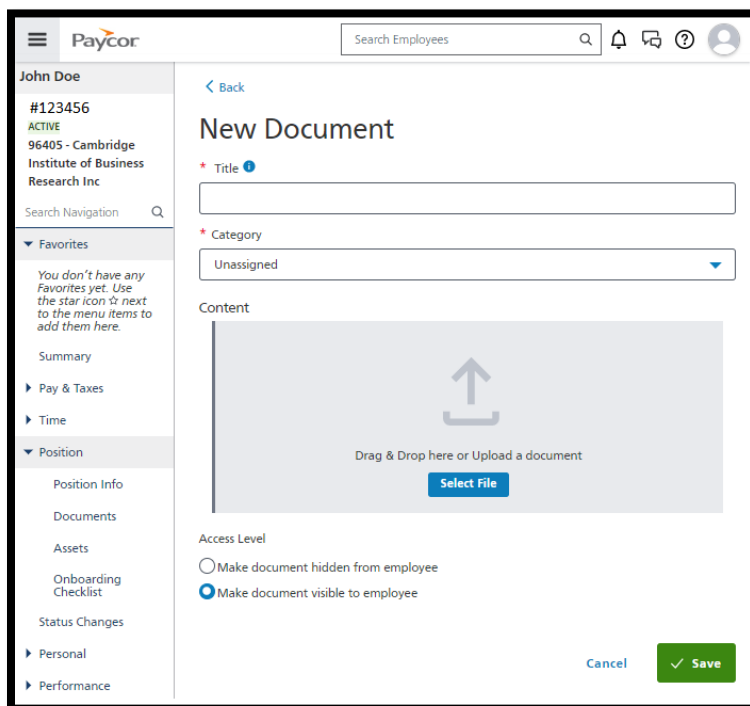 Paycor
Search Employees
John Doe
#123456
ACTIVE
96405 - Cambridge
Institute of Business
Research Inc
Search Navigation
Favorites
You don't have any
Favorites yet. Use
the star icon ☆ next
to the menu items to
add them here.
Summary
Pay & Taxes
Time
Position
Position Info
Documents
Assets
Onboarding
Checklist
Status Changes
Personal
Performance
Back
New Document
* Title
* Category
Unassigned
Content
Drag & Drop here or Upload a document
Select File
Access Level
Make document hidden from employee
Make document visible to employee
Cancel
Save